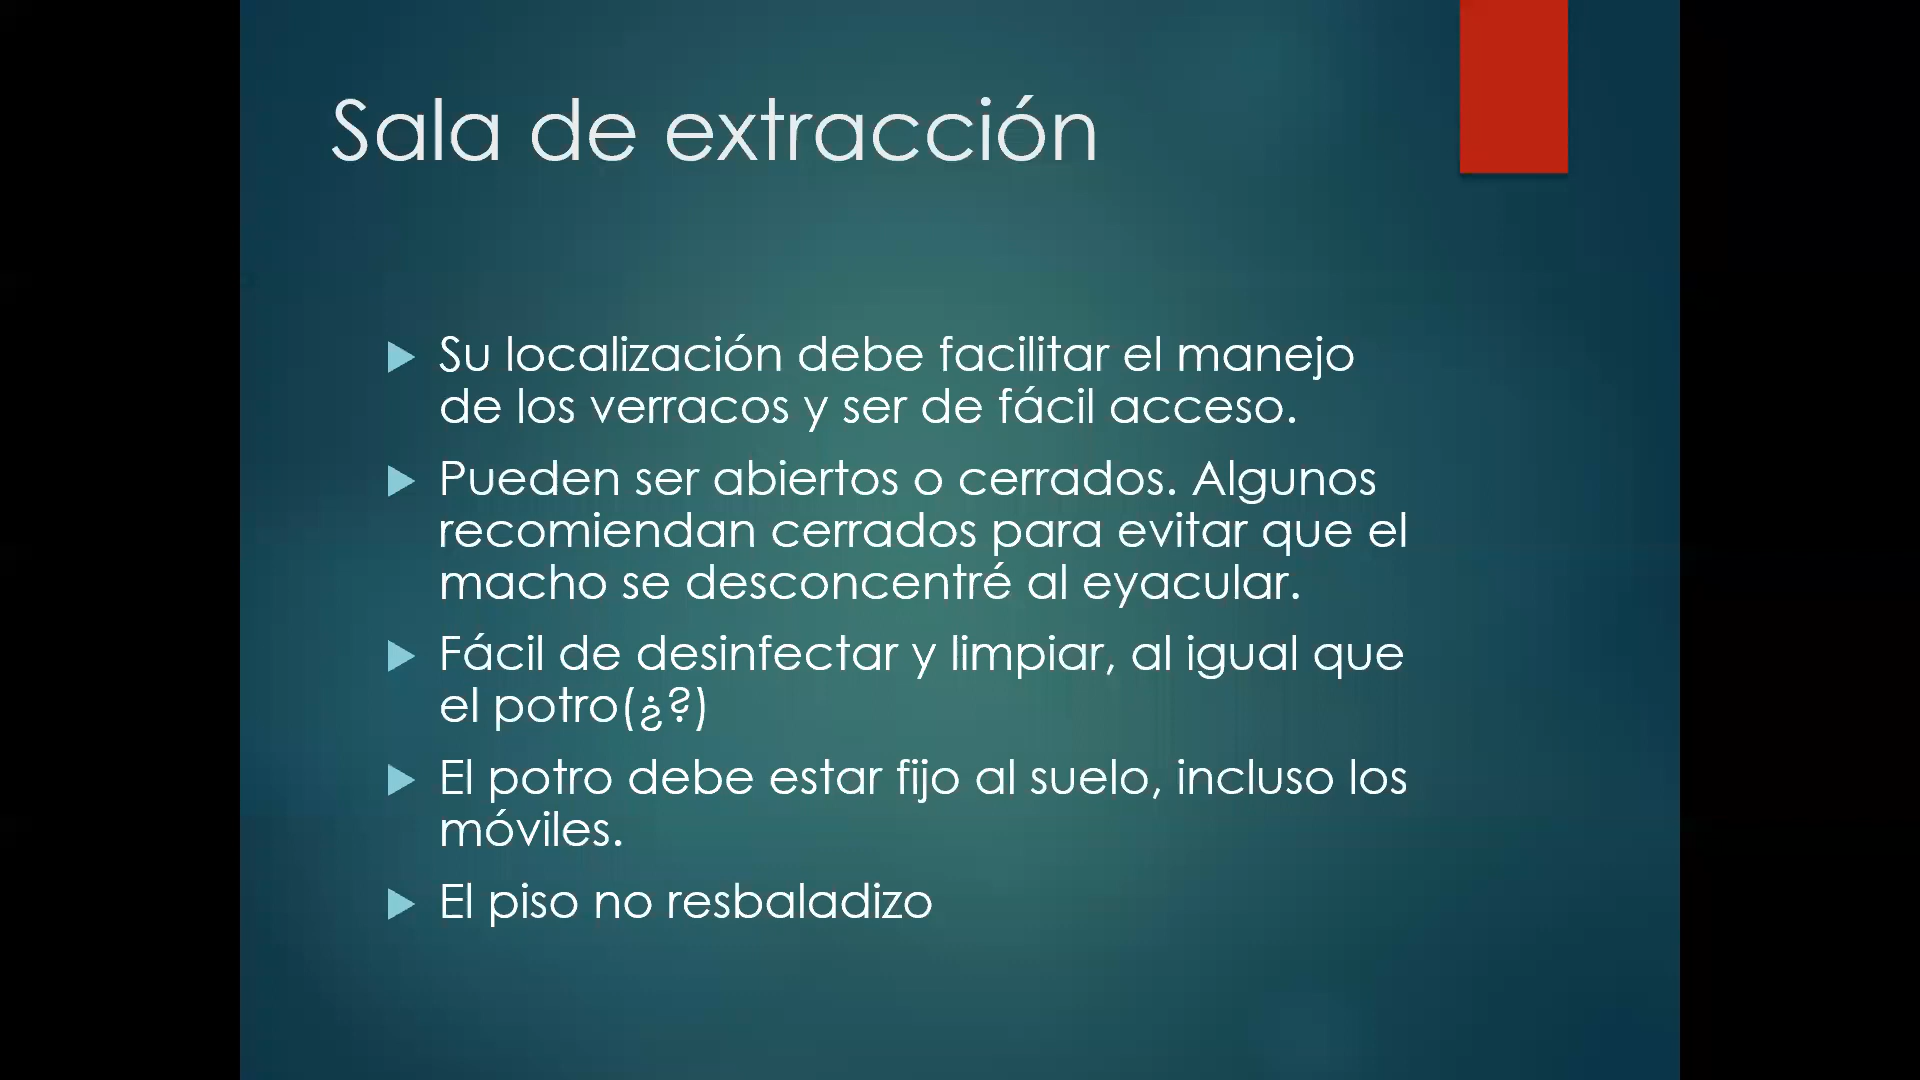 Sala de extracción
Su localización debe facilitar el manejo
de los verracos y ser de fácil acceso.
Pueden ser abiertos o cerrados. Algunos
recomiendan cerrados para evitar que el
macho se desconcentré al eyacular.
Fácil de desinfectar y limpiar, al igual que
el potro(¿?)
El potro debe estar fijo al suelo, incluso los
móviles.
El piso no resbaladizo